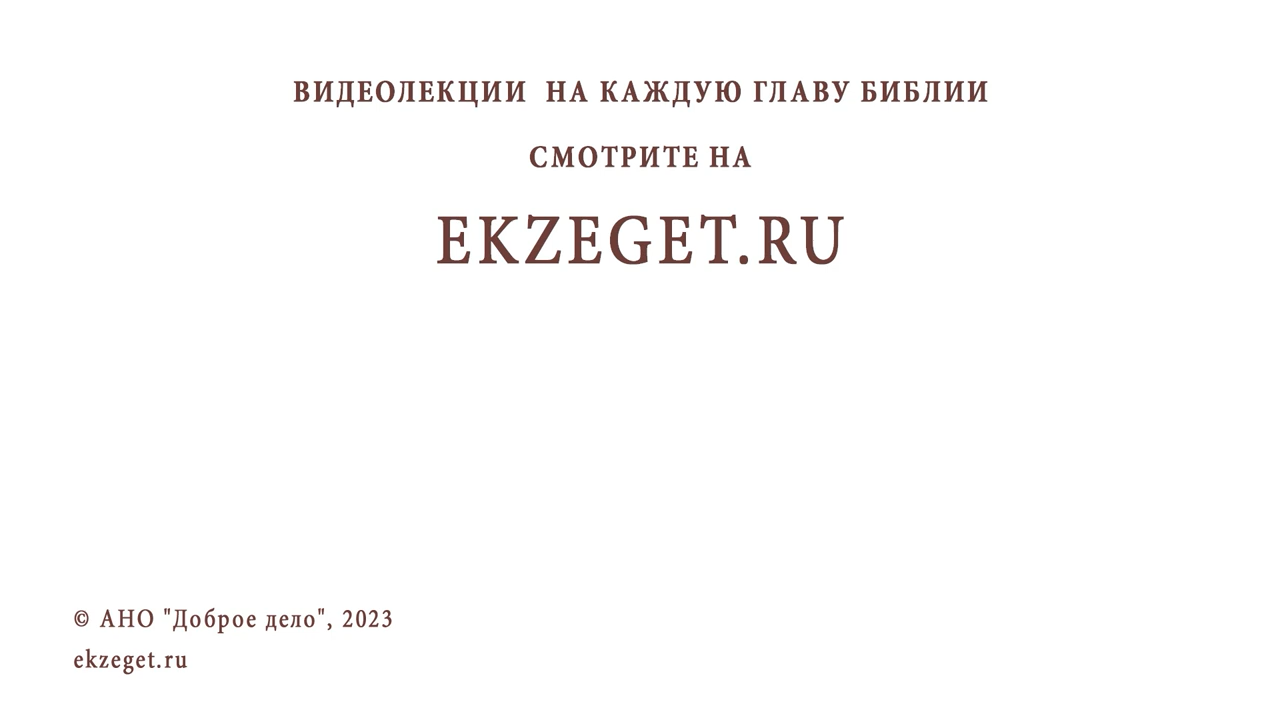 ВИДЕОЛЕКЦИИ  НА КАЖДУЮ ГЛАВУ БИБЛИИ
СМОТРИТЕ НА
EKZEGET.RU
© АНО "Доброе дело", 2023
ekzeget.ru